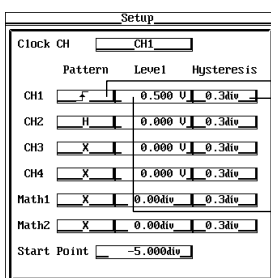 Setup
Clock CH CH1
Pattern Level Hysteresis
CH1 0.500 V 0.3div
CH2 H 0.000 V 0.3div
CH3 X 0.000 V 0.3div
CH4 X 0.000 V 0.3div
Math1 X 0.00div 0.3div
Math2 X 0.00div 0.3div
Start Point -5.000div